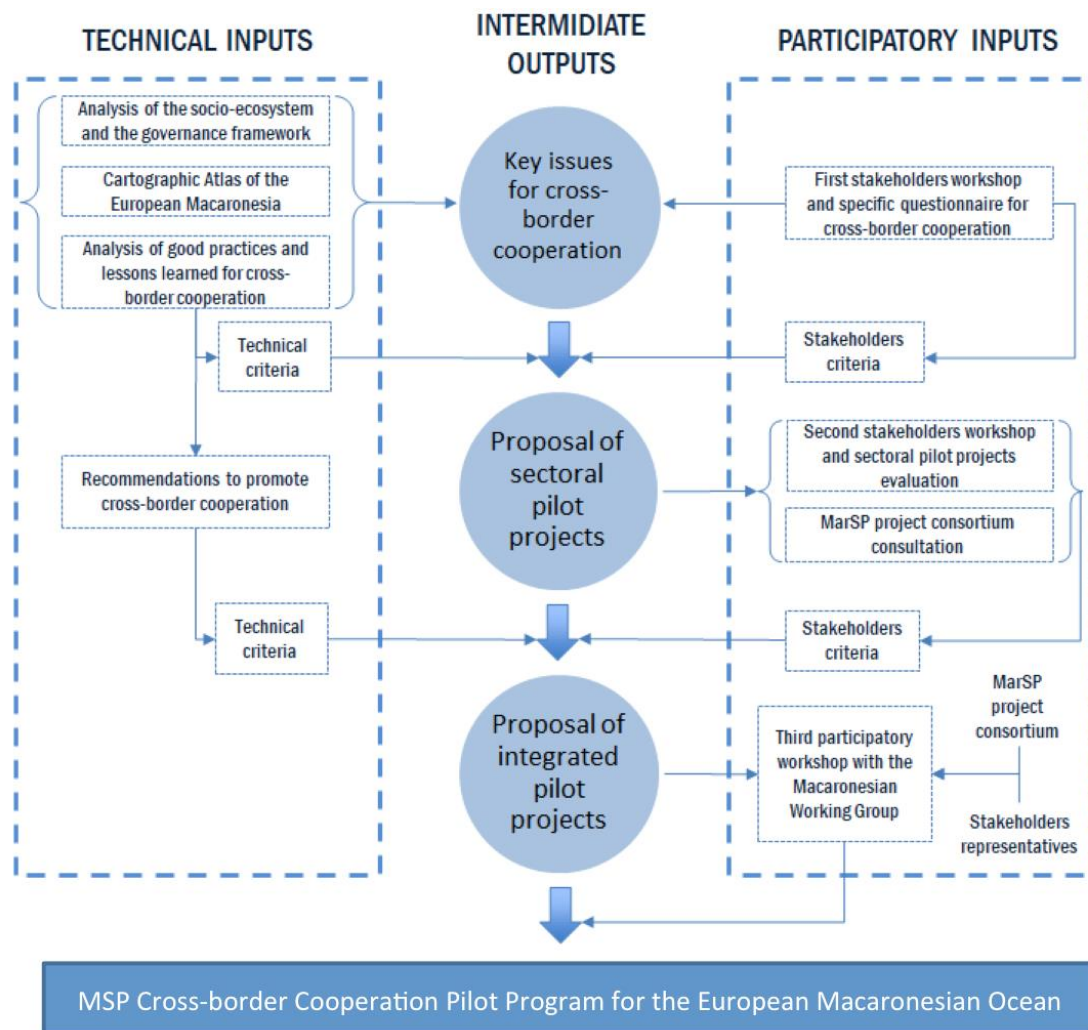 TECHNICAL INPUTS
INTERMIDIATE
OUTPUTS
PARTICIPATORY INPUTS
Analysis of the socio-ecosystem
and the governance framework
Cartographic Atlas of the
European Macaronesia
Analysis of good practices and
lessons learned for cross-
border cooperation
Key issues
for cross-
border
cooperation
First stakeholders workshop
and specific questionnaire for
cross-border cooperation
Technical
criteria
Stakeholders
criteria
Recommendations to promote
cross-border cooperation
Proposal of
sectoral
pilot
projects
Second stakeholders workshop
and sectoral pilot projects
evaluation
MarSP project consortium
consultation
Technical
criteria
Stakeholders
criteria
Proposal of
integrated
pilot
projects
Third participatory
workshop with the
Macaronesian
Working Group
MarSP
project
consortium
Stakeholders
representatives
MSP Cross-border Cooperation Pilot Program for the European Macaronesian Ocean